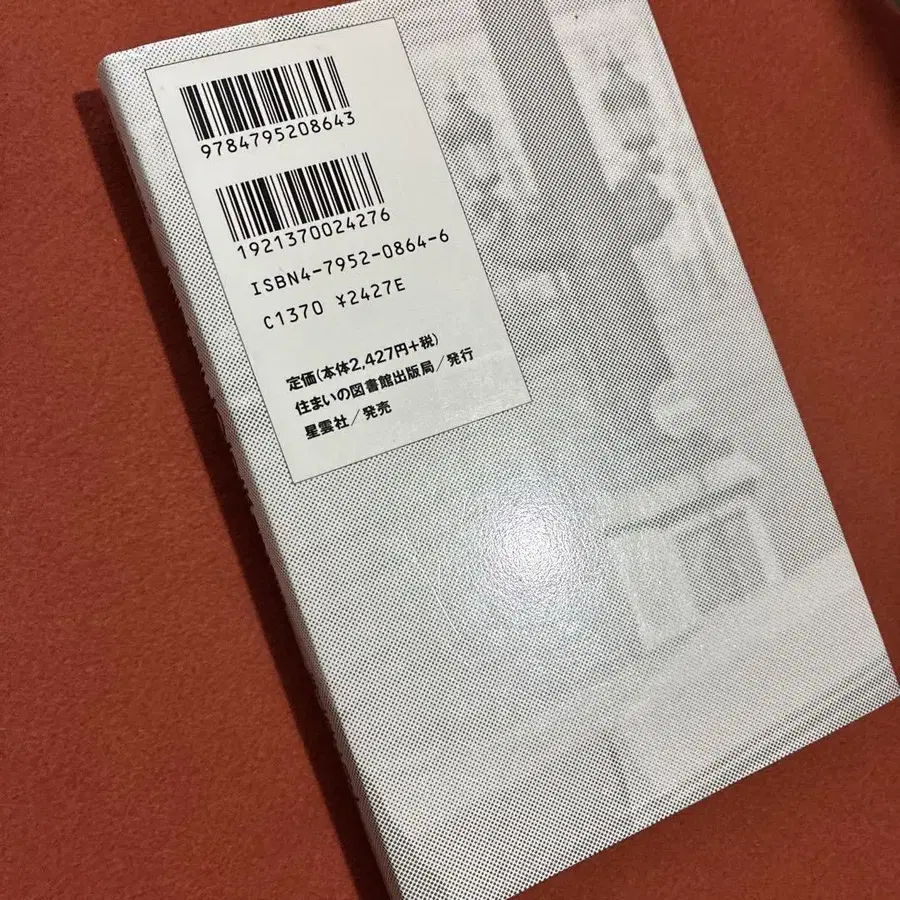 9784795208643
1921370024276
ISBN4-7952-0864-6
C1370 ¥2427E
定価(本体2,427円+税)
住まいの図書館出版局/発行
星雲社/発売